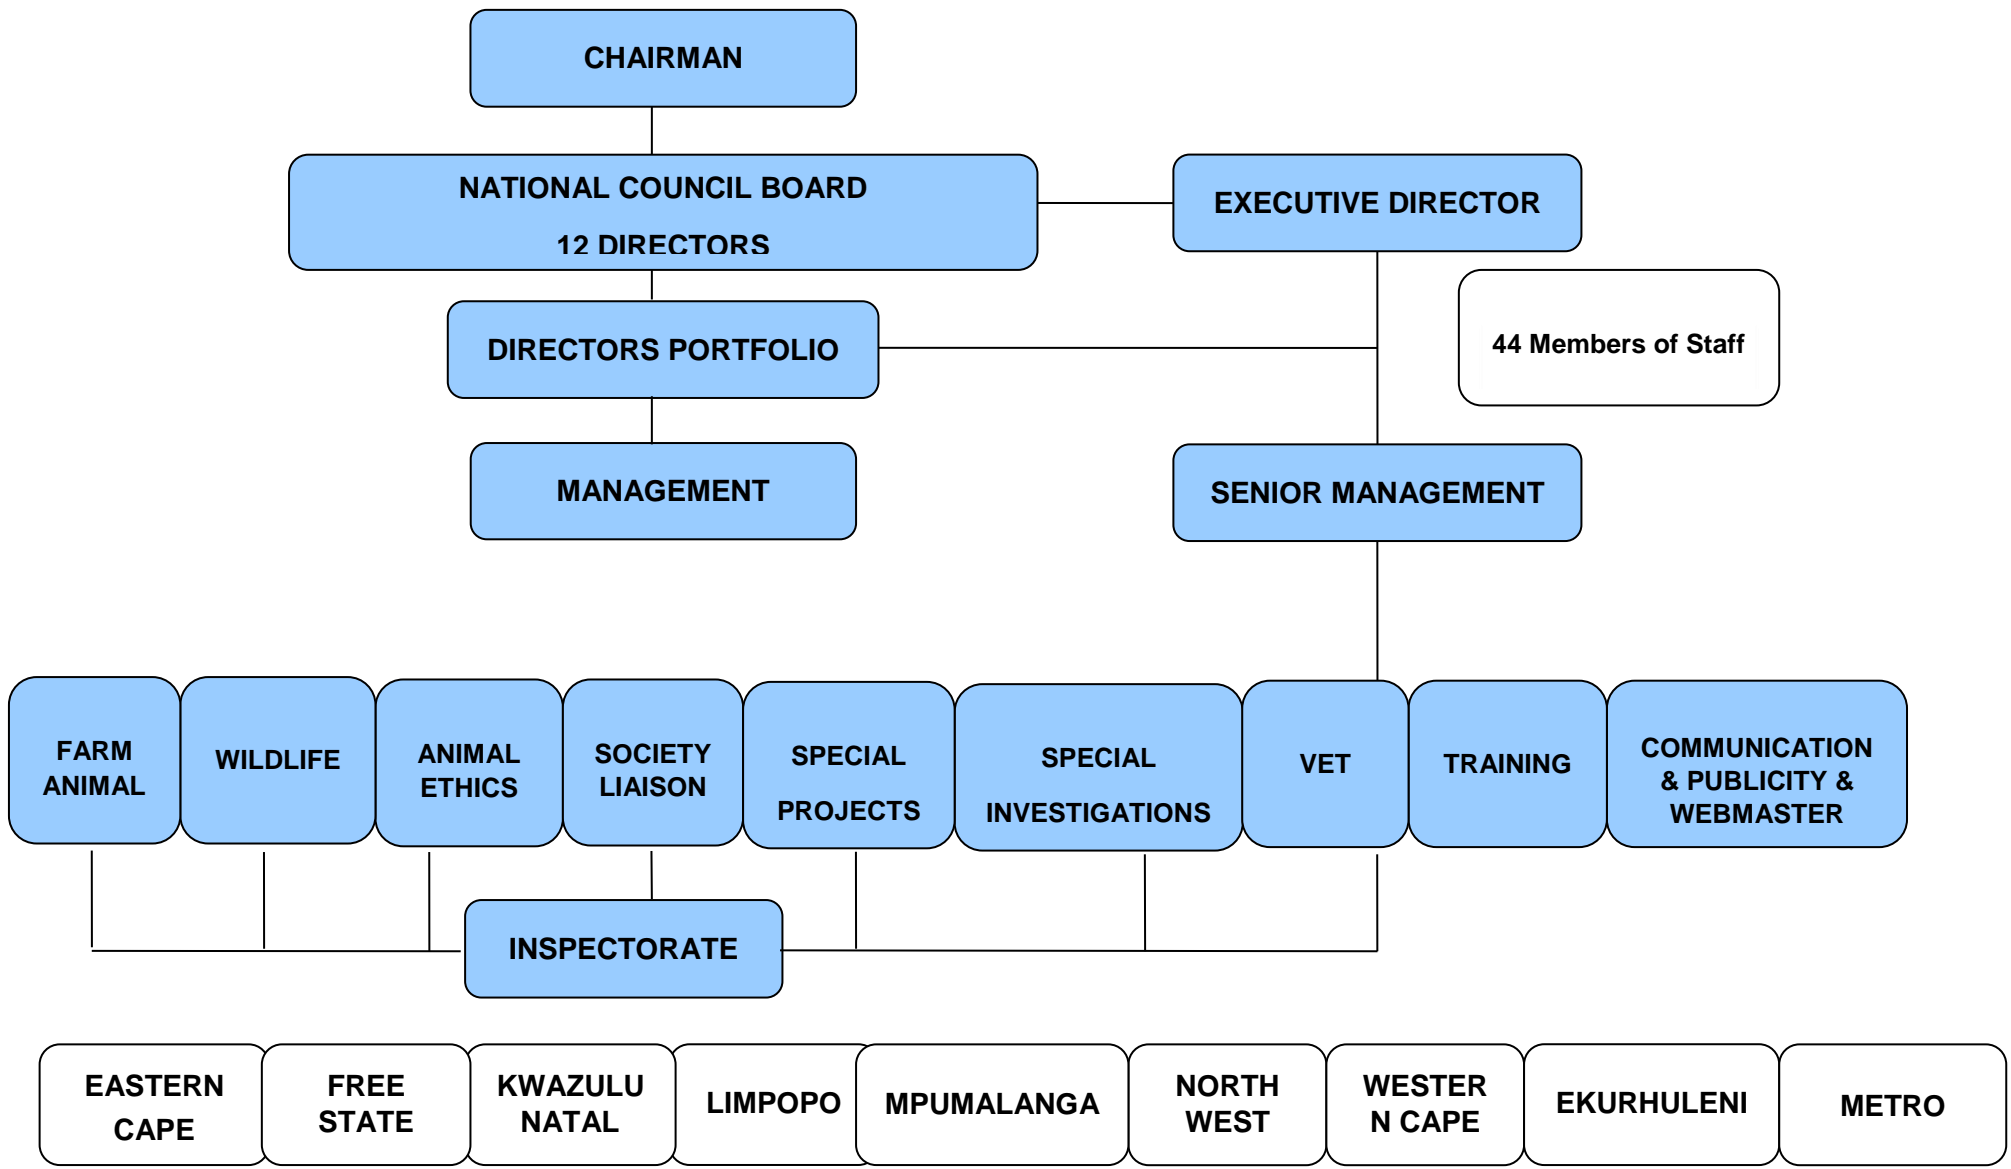 CHAIRMAN
NATIONAL COUNCIL BOARD
12 DIRECTORS
EXECUTIVE DIRECTOR
DIRECTORS PORTFOLIO
44 Members of Staff
MANAGEMENT
SENIOR MANAGEMENT
FARM
ANIMAL
WILDLIFE
ANIMAL
ETHICS
SOCIETY
LIAISON
SPECIAL
PROJECTS
SPECIAL
INVESTIGATIONS
VET
TRAINING
COMMUNICATION
& PUBLICITY &
WEBMASTER
INSPECTORATE
EASTERN
CAPE
FREE
STATE
KWAZULU
NATAL
LIMPOPO
MPUMALANGA
NORTH
WEST
WESTER
N CAPE
EKURHULENI
METRO